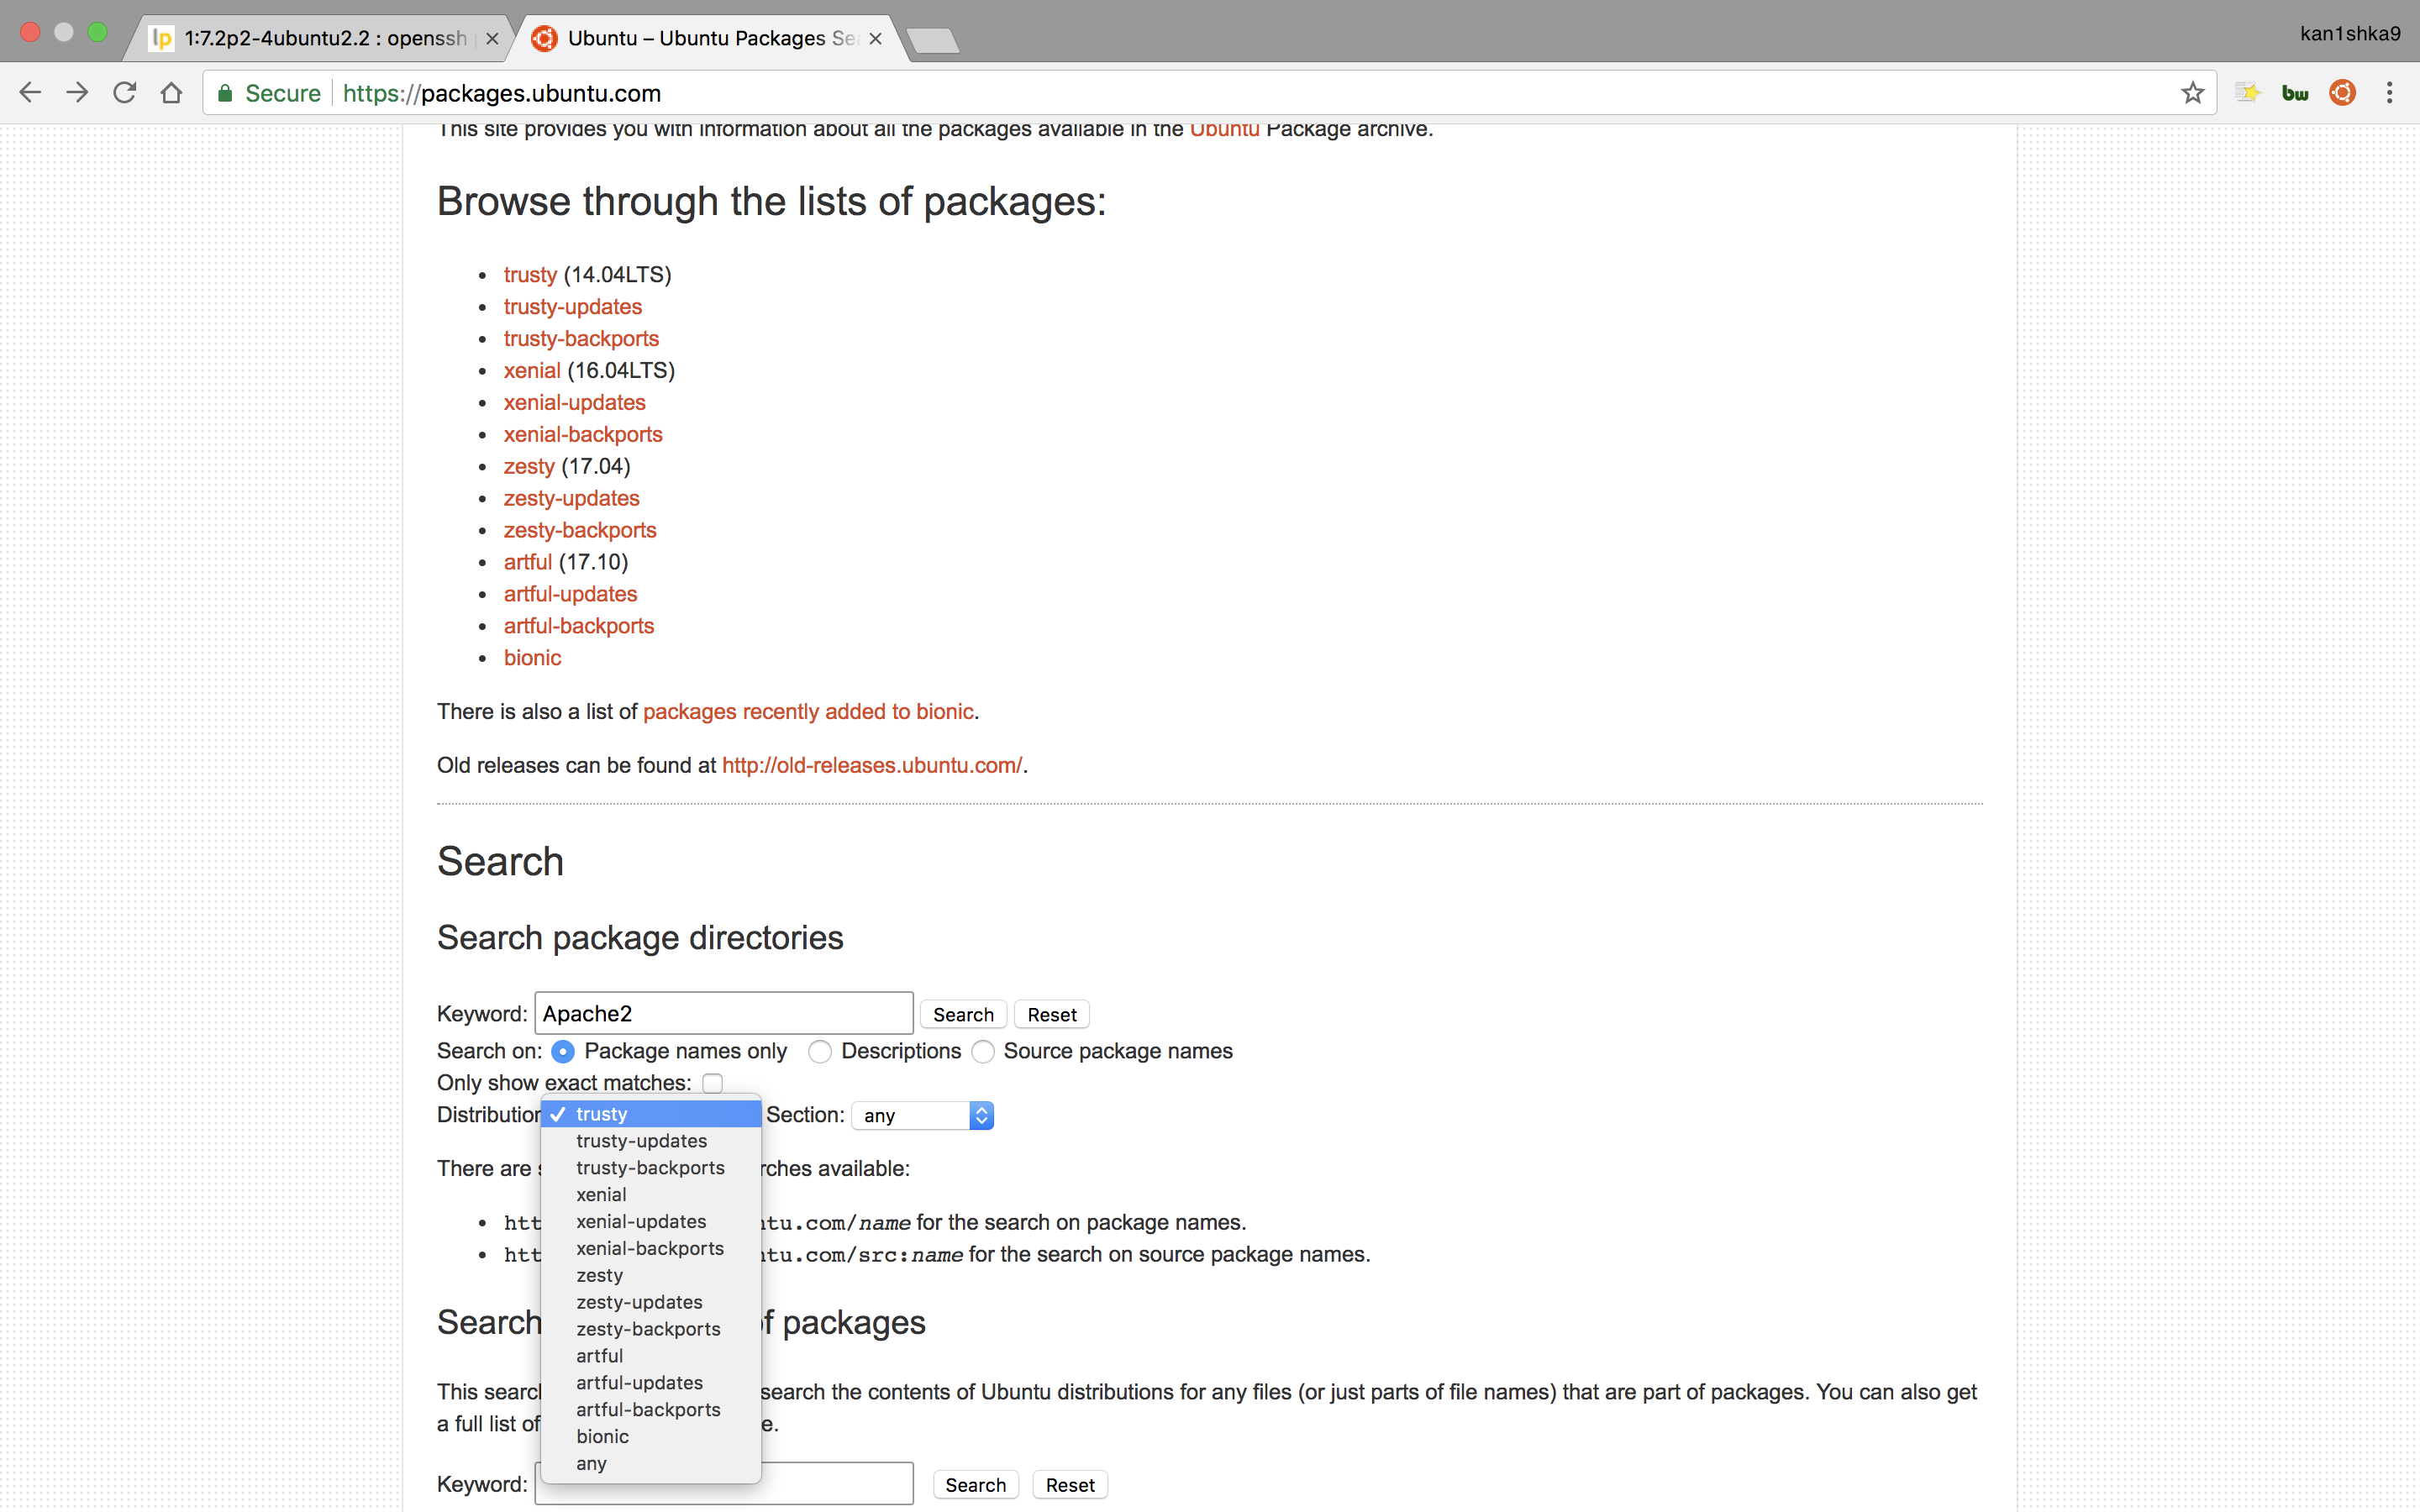 1:7.2p2-4ubuntu2.2 : openssh
Ubuntu – Ubuntu Packages Se
kan1shka9
Secure
https://packages.ubuntu.com
bw
This site provides you with information about all the packages available in the Ubuntu Package archive.
Browse through the lists of packages:
trusty (14.04LTS)
trusty-updates
trusty-backports
xenial (16.04LTS)
xenial-updates
xenial-backports
zesty (17.04)
zesty-updates
zesty-backports
artful (17.10)
artful-updates
artful-backports
bionic
There is also a list of packages recently added to bionic.
Old releases can be found at http://old-releases.ubuntu.com/.
Search
Search package directories
Keyword: Apache2 Search Reset
Search on: Package names only Descriptions Source package names
Only show exact matches:
Distribution Section: any
trusty
trusty-updates
trusty-backports
xenial
xenial-updates
xenial-backports
zesty
zesty-updates
zesty-backports
artful
artful-updates
artful-backports
bionic
any
There are rches available:
htt ntu.com/name for the search on package names.
htt ntu.com/src:name for the search on source package names.
Search of packages
This search search the contents of Ubuntu distributions for any files (or just parts of file names) that are part of packages. You can also get
a full list of e.
Keyword: Search Reset